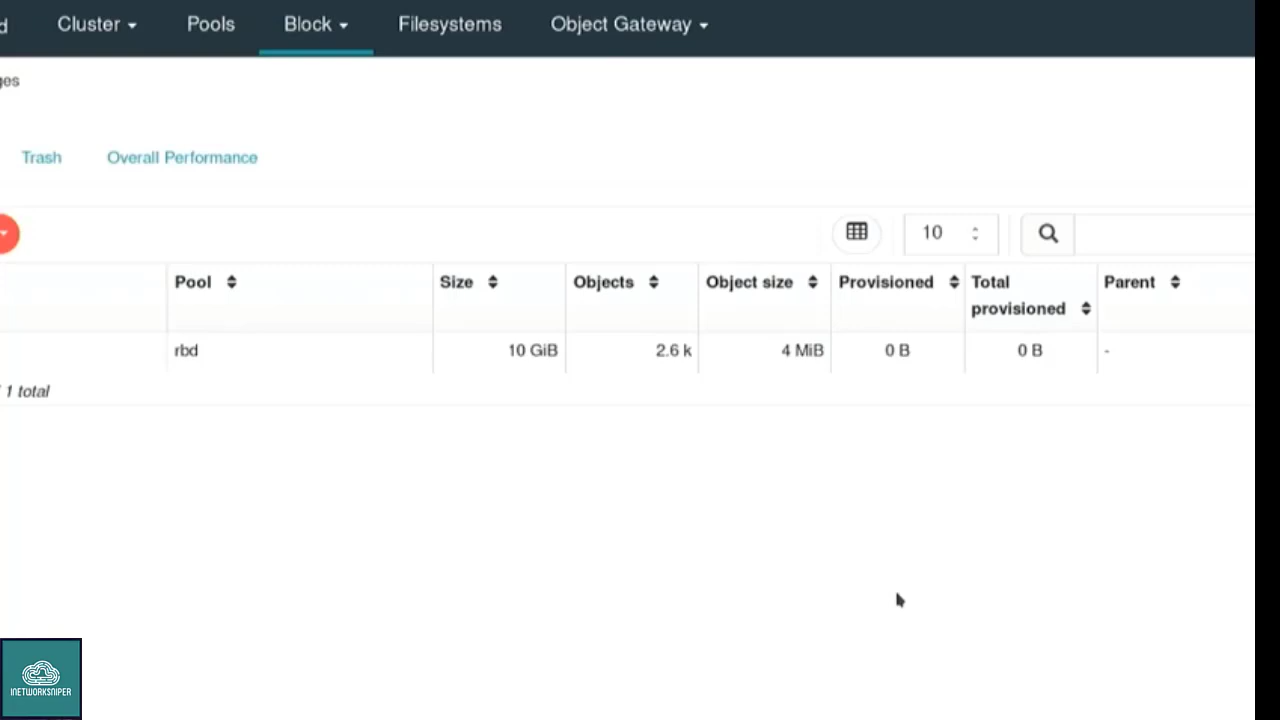 d Cluster Pools Block Filesystems Object Gateway
ges
Trash Overall Performance
10
Pool Size Objects Object size Provisioned Total provisioned Parent
rbd 10 GiB 2.6 k 4 MiB 0 B 0 B -
/ 1 total
INETWORKSNIPER